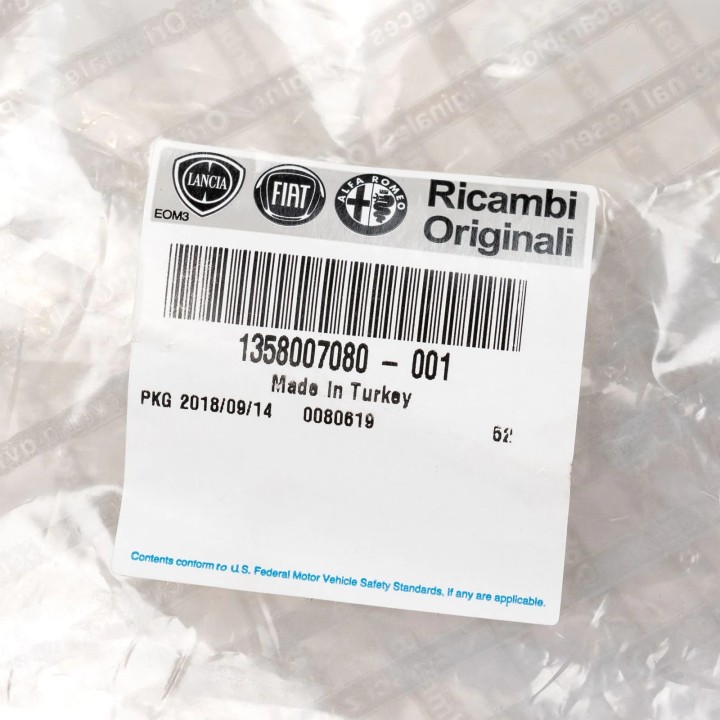 LANCIA
FIAT
ALFA ROMEO
Ricambi
Originali
EOM3
1358007080 - 001
Made In Turkey
PKG 2018/09/14 0080619 52
Contents conform to U.S. Federal Motor Vehicle Safety Standards, if any are applicable.